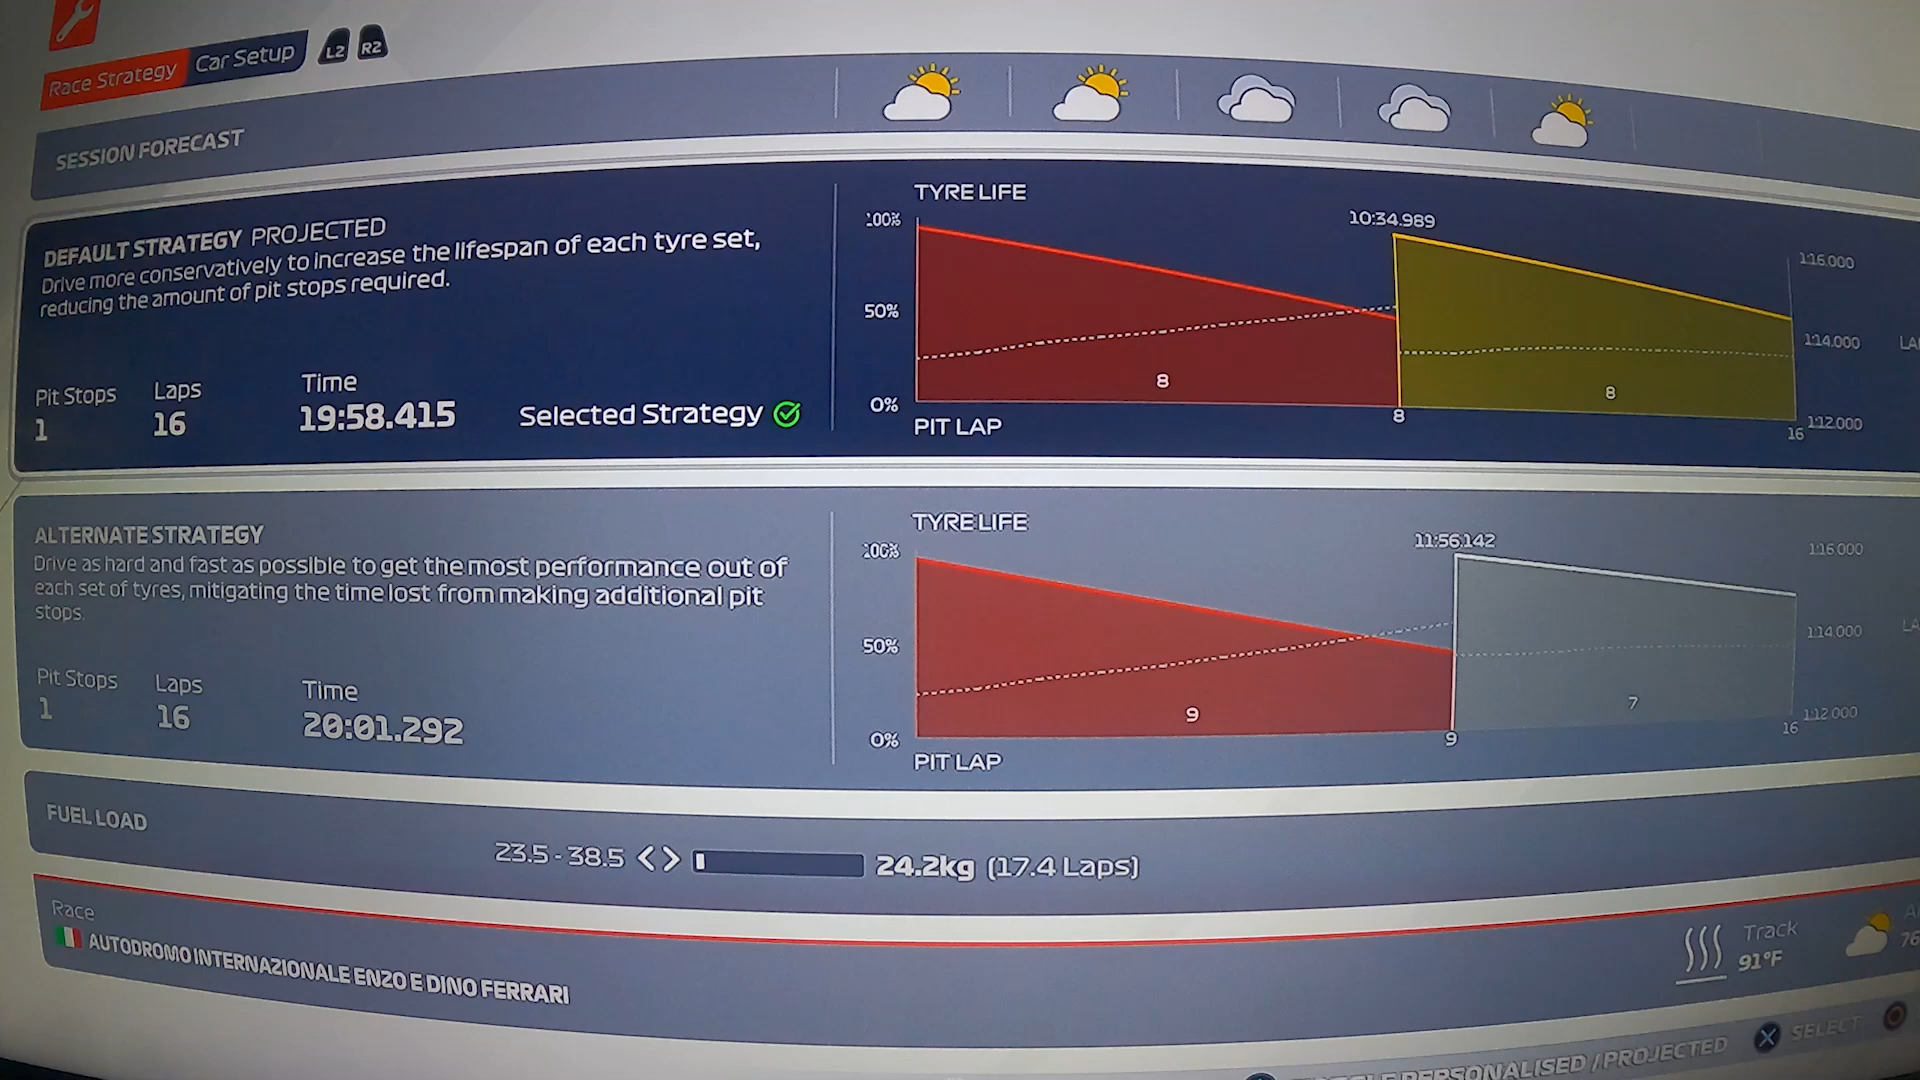 Race Strategy Car Setup L2 R2
SESSION FORECAST
DEFAULT STRATEGY PROJECTED
Drive more conservatively to increase the lifespan of each tyre set,
reducing the amount of pit stops required.
Pit Stops Laps Time
1 16 19:58.415 Selected Strategy
TYRE LIFE
100%
50%
0%
10:34.989
1:16.000
1:14.000
1:12.000
8 8
PIT LAP 8 16
ALTERNATE STRATEGY
Drive as hard and fast as possible to get the most performance out of
each set of tyres, mitigating the time lost from making additional pit
stops.
Pit Stops Laps Time
1 16 20:01.292
TYRE LIFE
100%
50%
0%
11:56.142
1:16.000
1:14.000
1:12.000
9 7
PIT LAP 9 16
FUEL LOAD
23.5 - 38.5 <> 24.2kg (17.4 Laps)
Race
AUTODROMO INTERNAZIONALE ENZO E DINO FERRARI
Track
91°F
PERSONALISED / PROJECTED SELECT